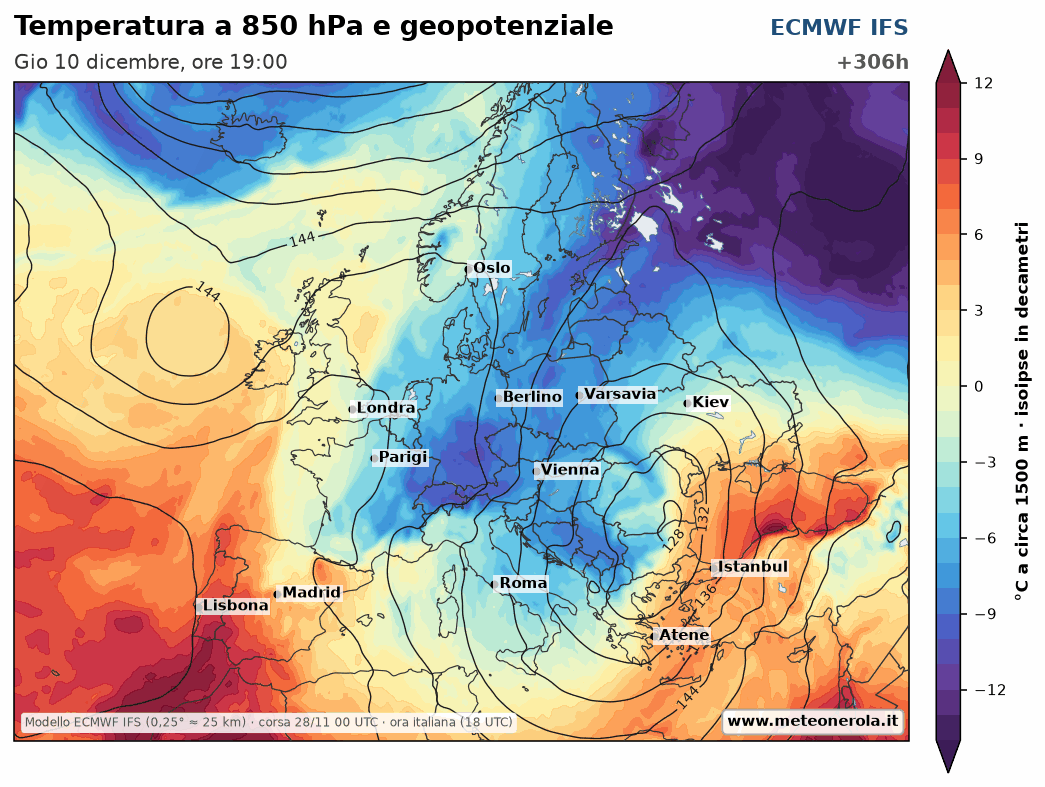 Temperatura a 850 hPa e geopotenziale
ECMWF IFS
Gio 10 dicembre, ore 19:00
+306h
12
9
6
3
0
−3
−6
−9
−12
°C a circa 1500 m · isoipse in decametri
144
Oslo
144
Berlino
Varsavia
Kiev
Londra
Parigi
Vienna
132
128
Istanbul
Roma
Madrid
136
Lisbona
Atene
144
Modello ECMWF IFS (0,25° ≈ 25 km) · corsa 28/11 00 UTC · ora italiana (18 UTC)
www.meteonerola.it